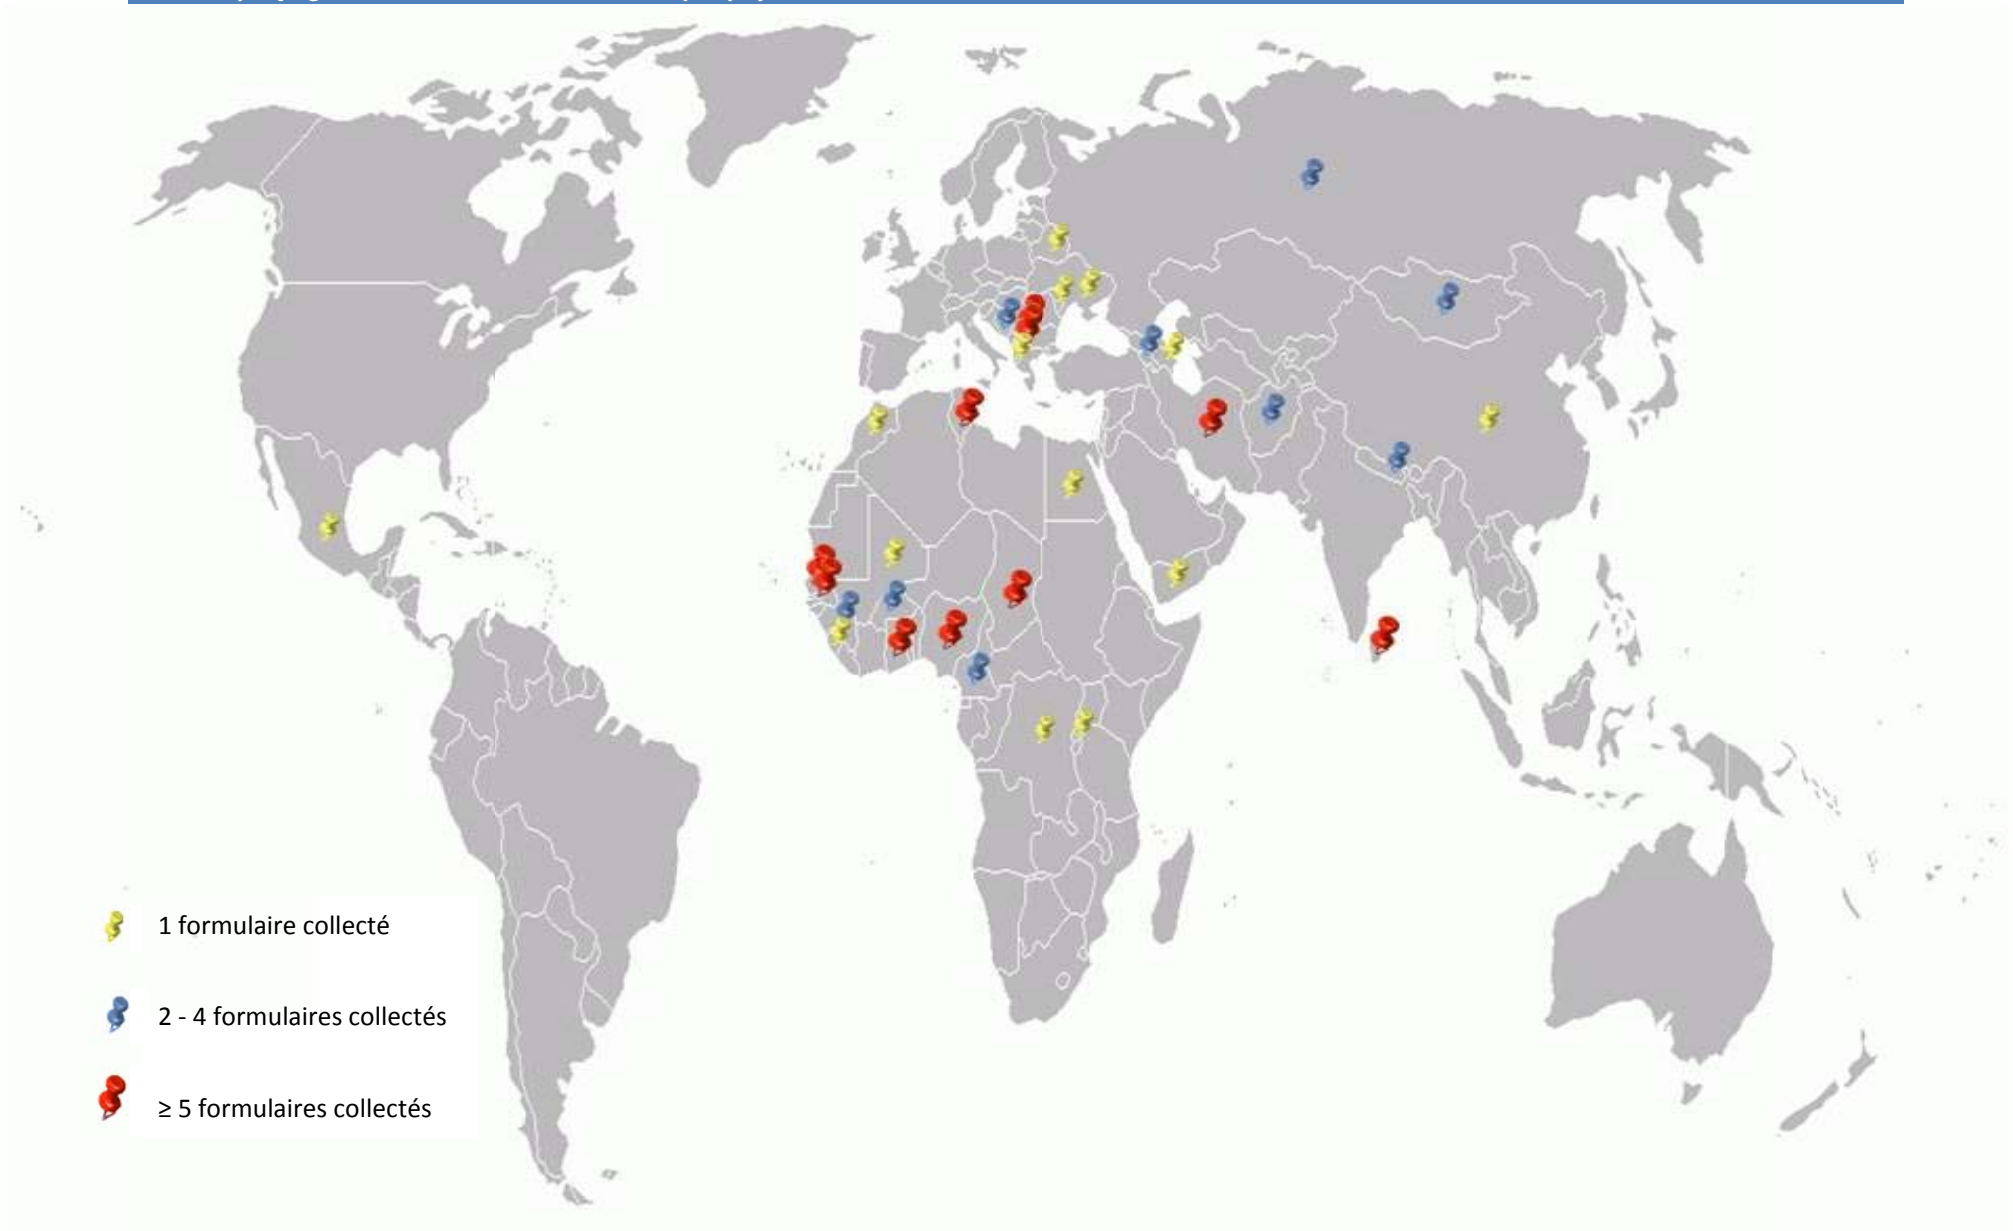 1 formulaire collecté
2 - 4 formulaires collectés
≥ 5 formulaires collectés